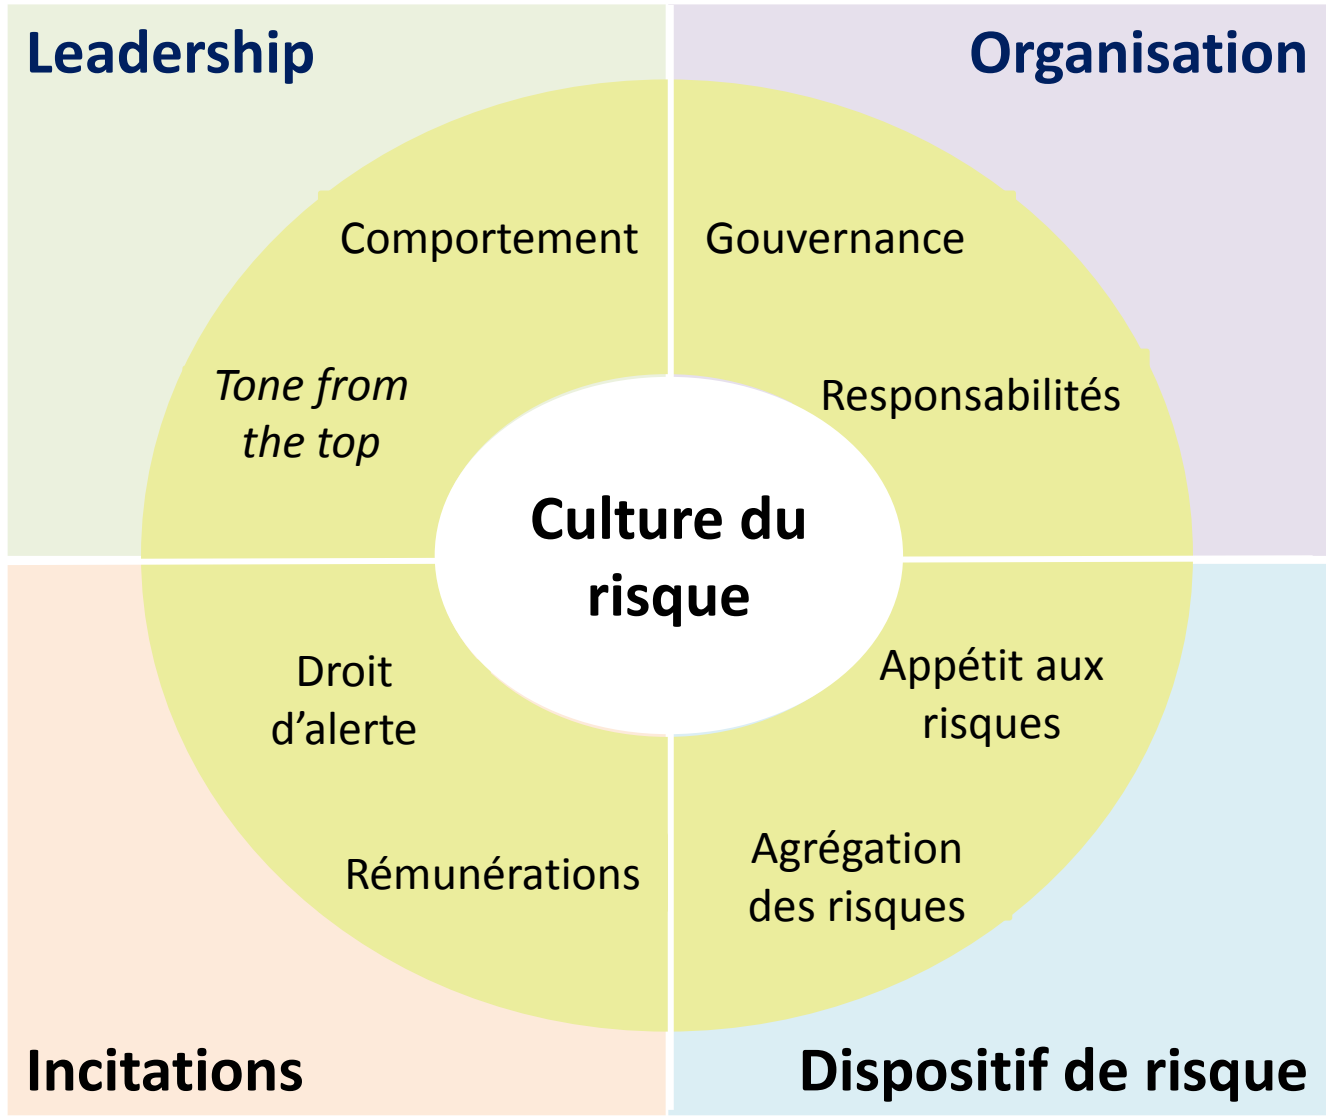 Leadership
Organisation
Comportement
Gouvernance
Tone from
the top
Responsabilités
Culture du
risque
Droit
d’alerte
Appétit aux
risques
Rémunérations
Agrégation
des risques
Incitations
Dispositif de risque